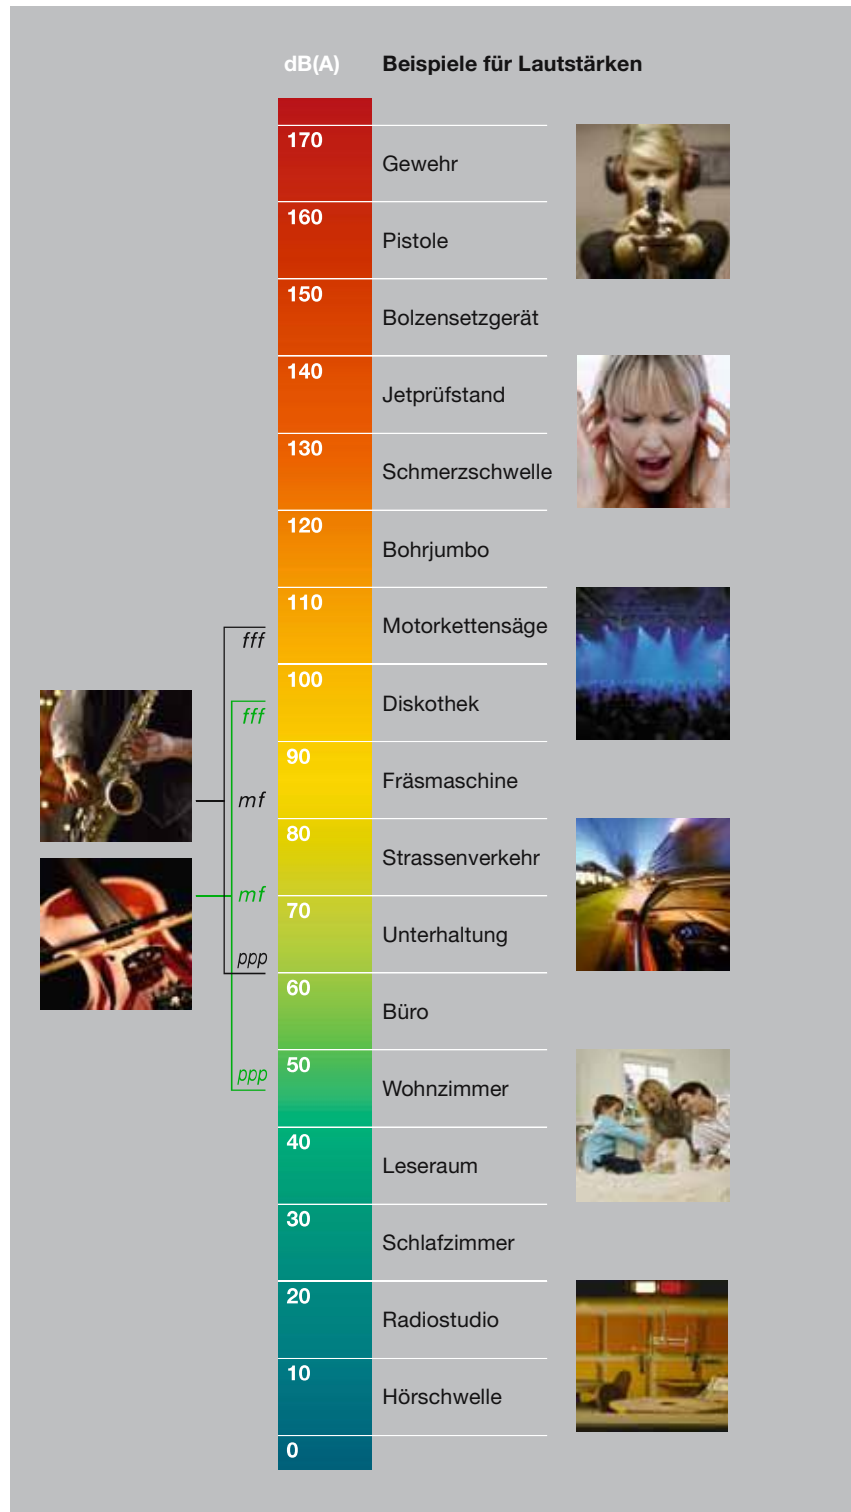 dB(A) Beispiele für Lautstärken
170
Gewehr
160
Pistole
150
Bolzensetzgerät
140
Jetprüfstand
130
Schmerzschwelle
120
Bohrjumbo
110
Motorkettensäge
fff
100
Diskothek
fff
90
Fräsmaschine
mf
80
Strassenverkehr
mf
70
Unterhaltung
ppp
60
Büro
50
ppp
Wohnzimmer
40
Leseraum
30
Schlafzimmer
20
Radiostudio
10
Hörschwelle
0